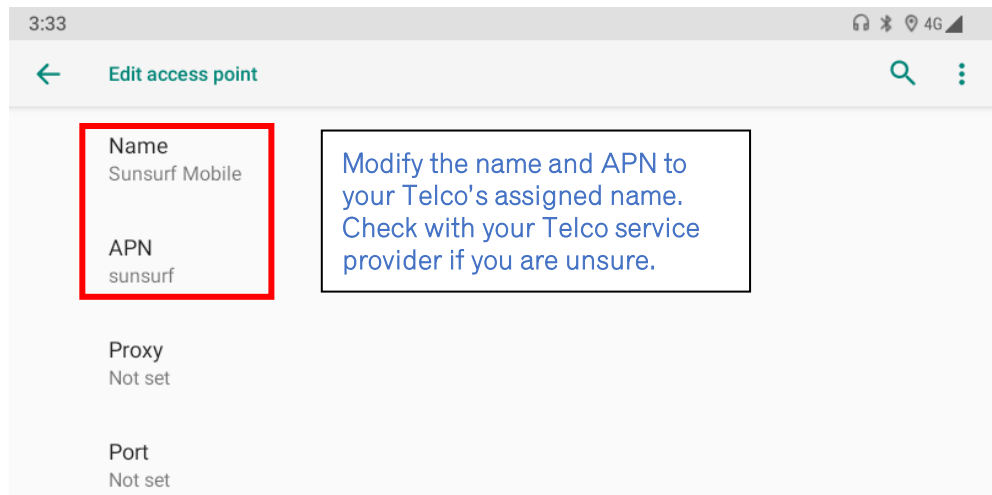 3:33
4G
Edit access point
Name
Sunsurf Mobile
APN
sunsurf
Modify the name and APN to
your Telco's assigned name.
Check with your Telco service
provider if you are unsure.
Proxy
Not set
Port
Not set